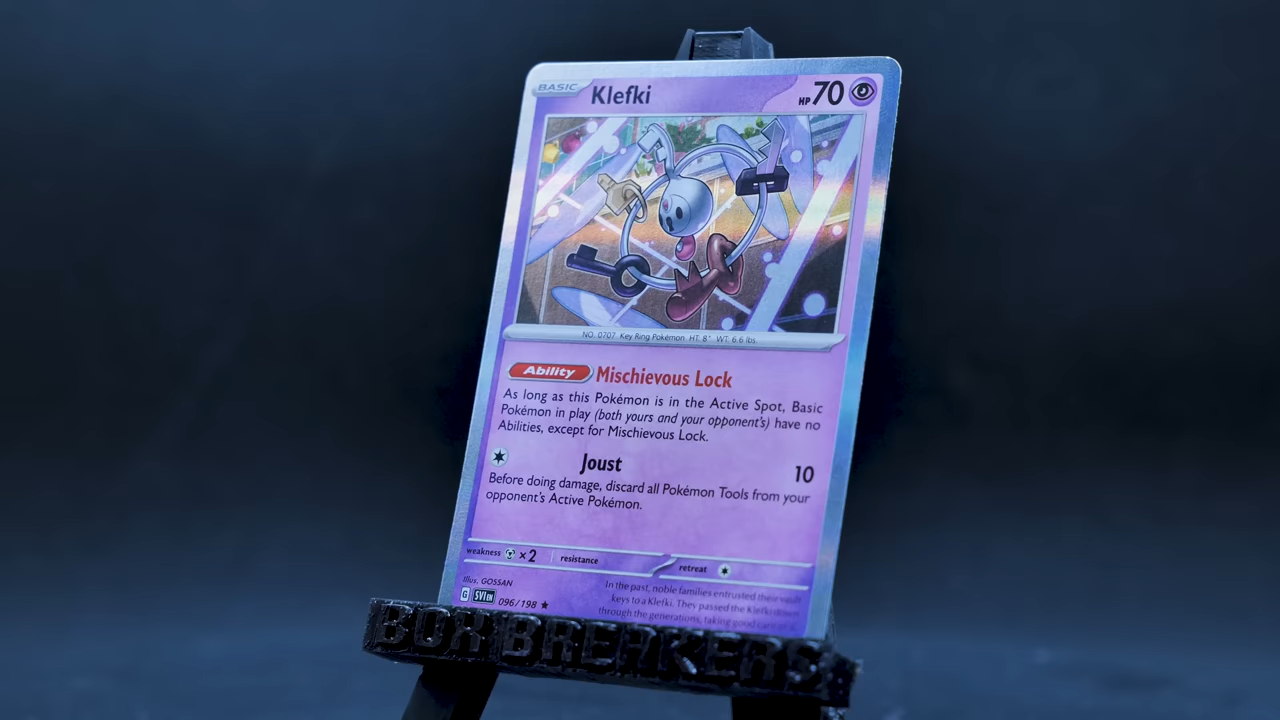 BASIC Klefki HP 70
NO. 0707 Key Ring Pokémon HT: 8" WT: 6.6 lbs.
Ability Mischievous Lock
As long as this Pokémon is in the Active Spot, Basic
Pokémon in play (both yours and your opponent's) have no
Abilities, except for Mischievous Lock.
Joust 10
Before doing damage, discard all Pokémon Tools from your
opponent's Active Pokémon.
weakness ×2 resistance retreat
Illus. GOSSAN
G SVI EN 096/198
In the past, noble families entrusted their vault
keys to a Klefki. They passed the Klefki down
through the generations, taking good care of
BOX BREAKERS